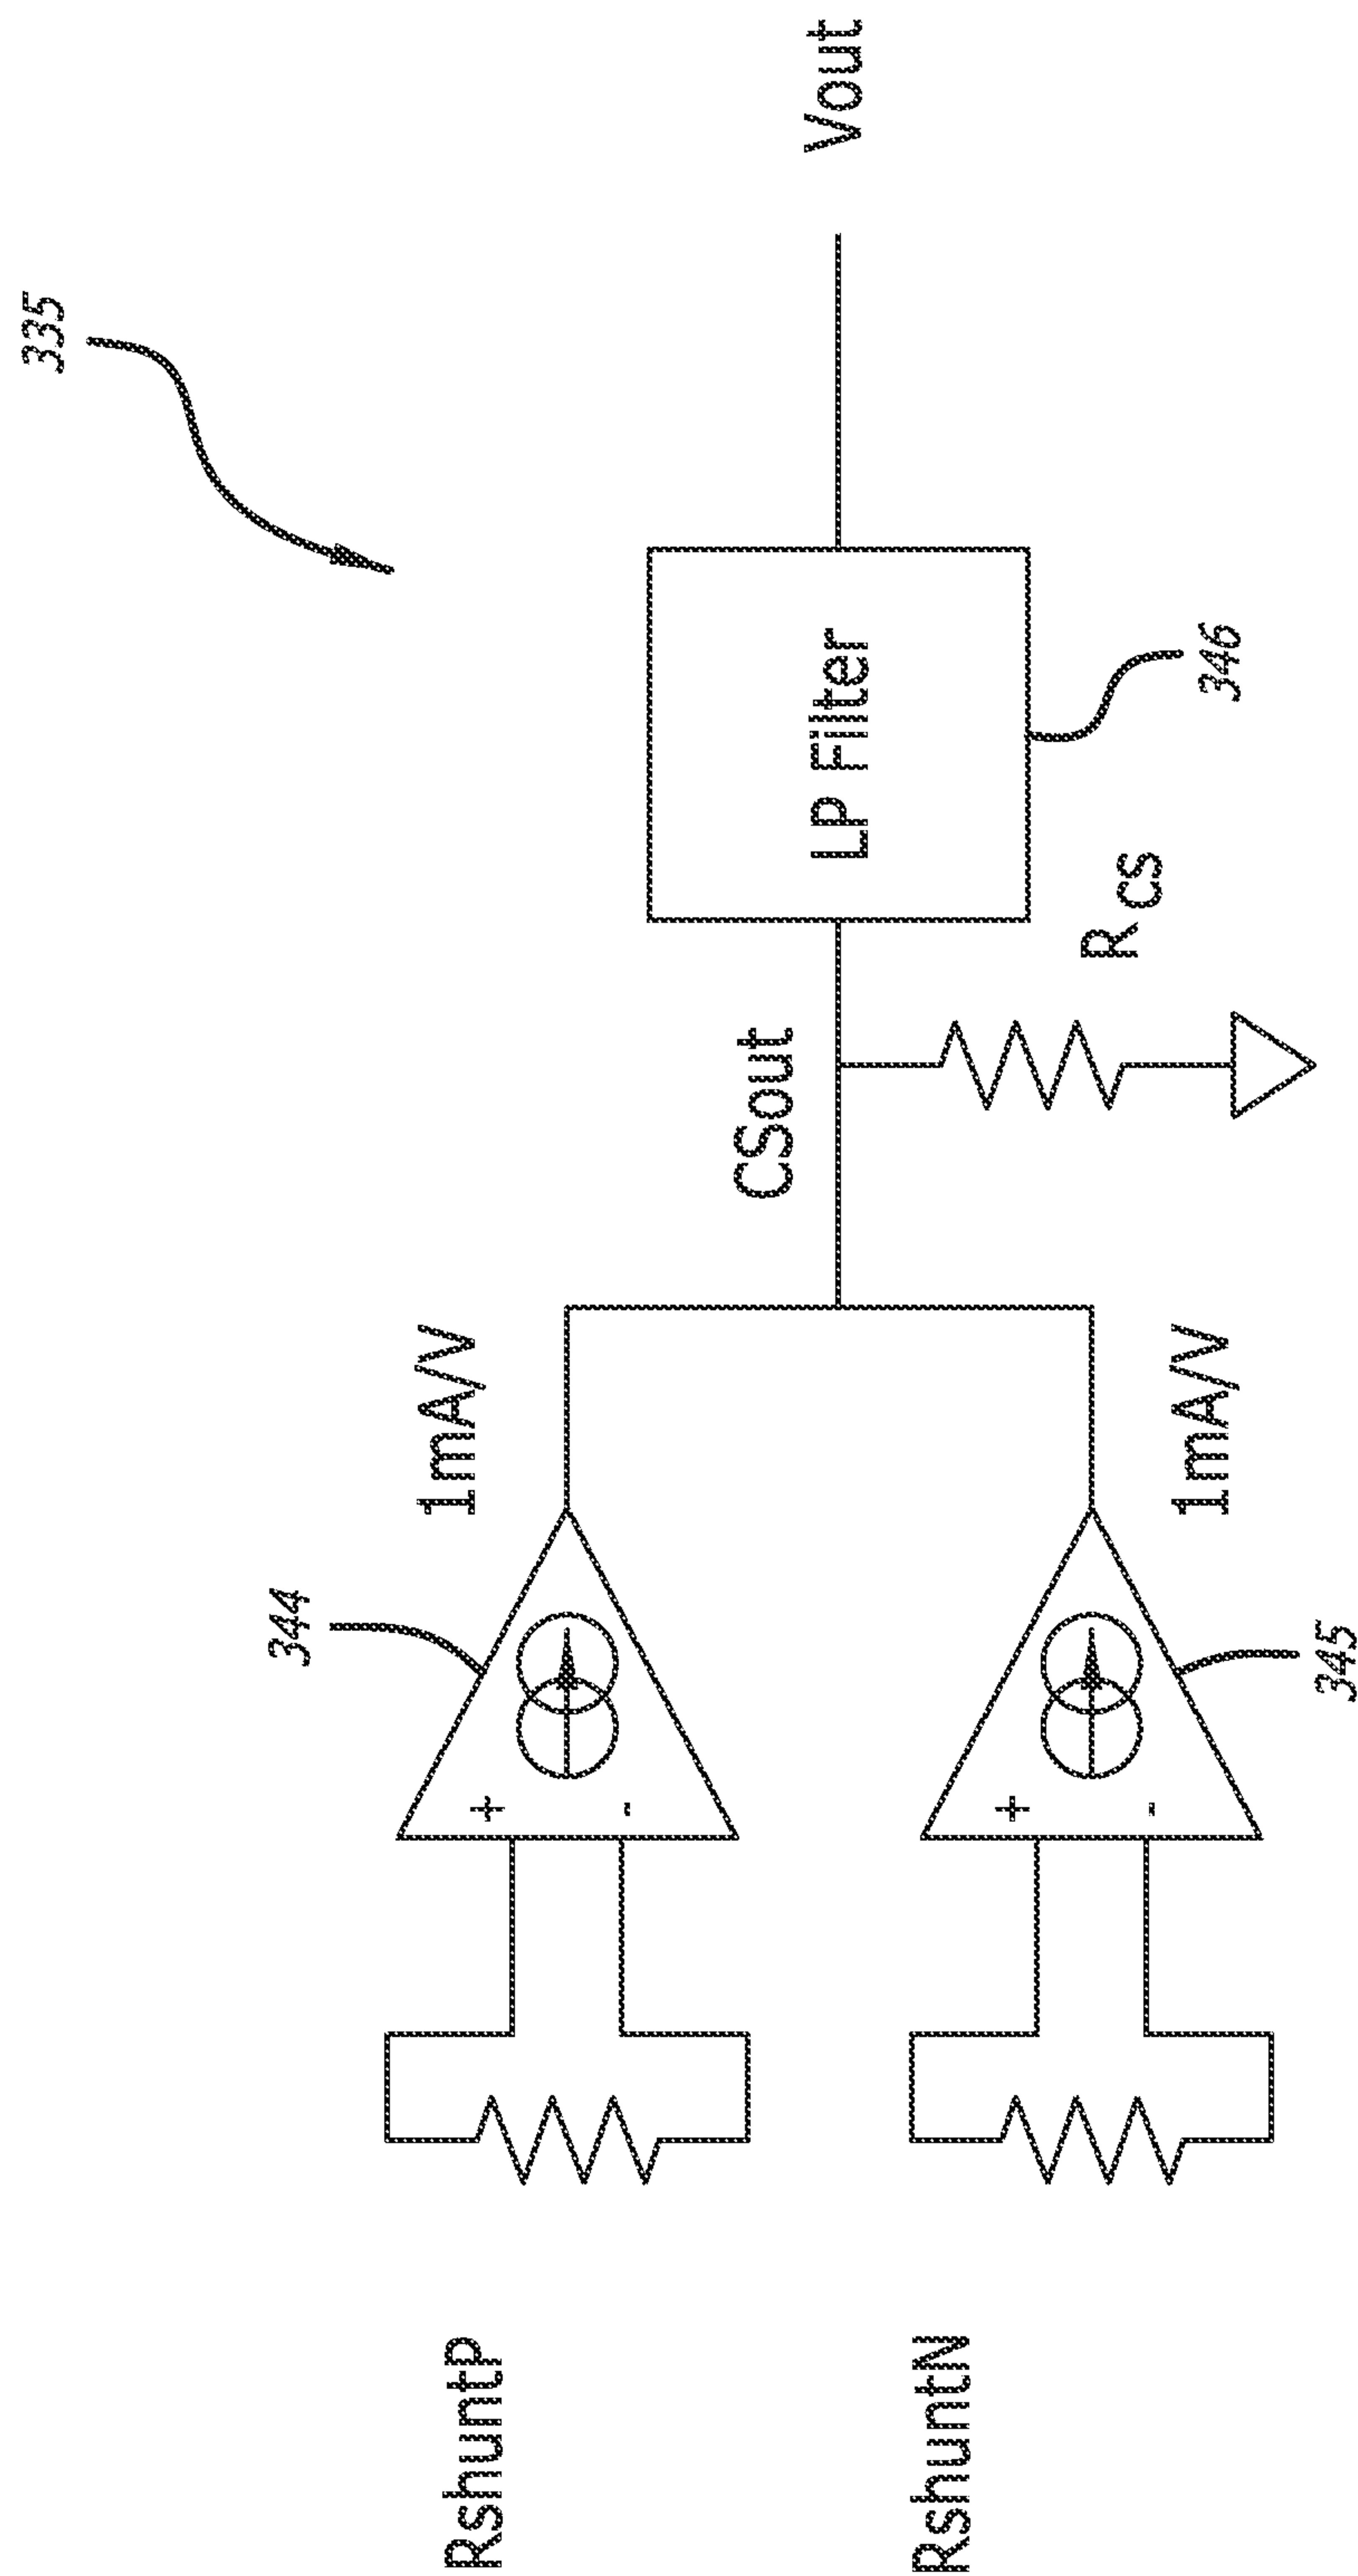 335
344
1mA/V
RshuntP
+
-
CSout
LP Filter
Vout
R CS
346
RshuntN
+
-
1mA/V
345